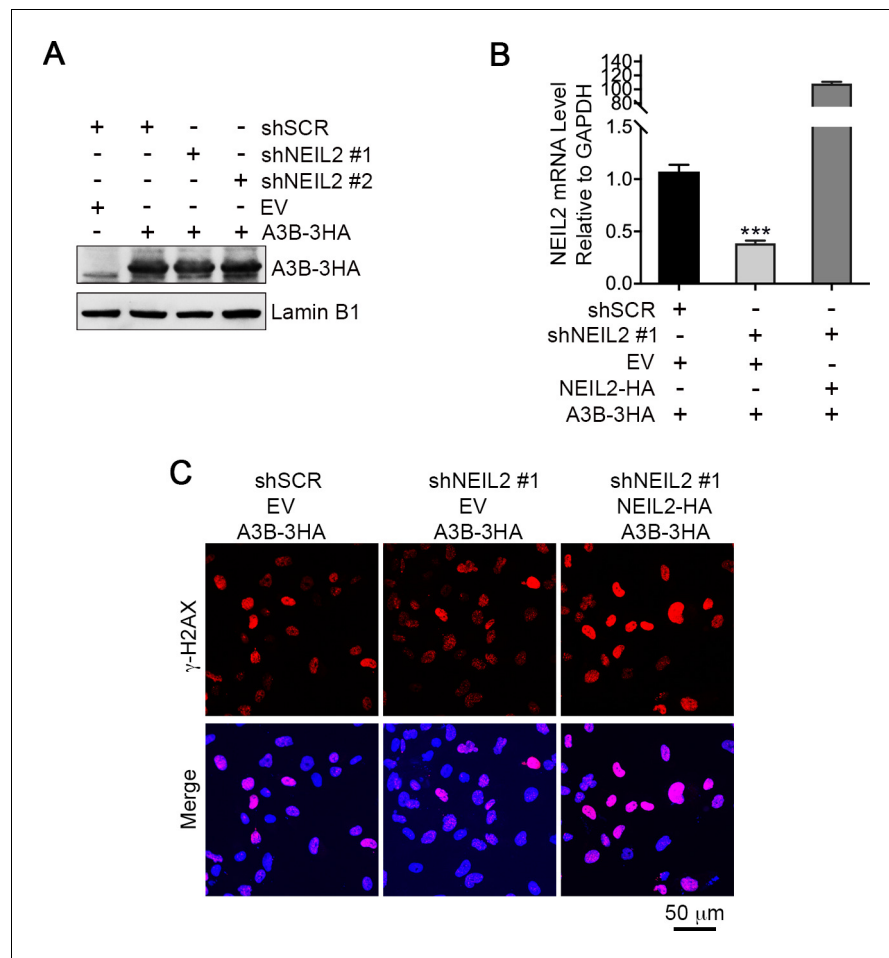 A
+ + - - shSCR
- - + - shNEIL2 #1
- - - + shNEIL2 #2
+ - - - EV
- + + + A3B-3HA
A3B-3HA
Lamin B1
B
NEIL2 mRNA Level
Relative to GAPDH
140
120
100
80
1.5
1.0
0.5
0.0
***
shSCR + - -
shNEIL2 #1 - + +
EV + + -
NEIL2-HA - - +
A3B-3HA + + +
C
shSCR
EV
A3B-3HA
shNEIL2 #1
EV
A3B-3HA
shNEIL2 #1
NEIL2-HA
A3B-3HA
γ-H2AX
Merge
50 μm